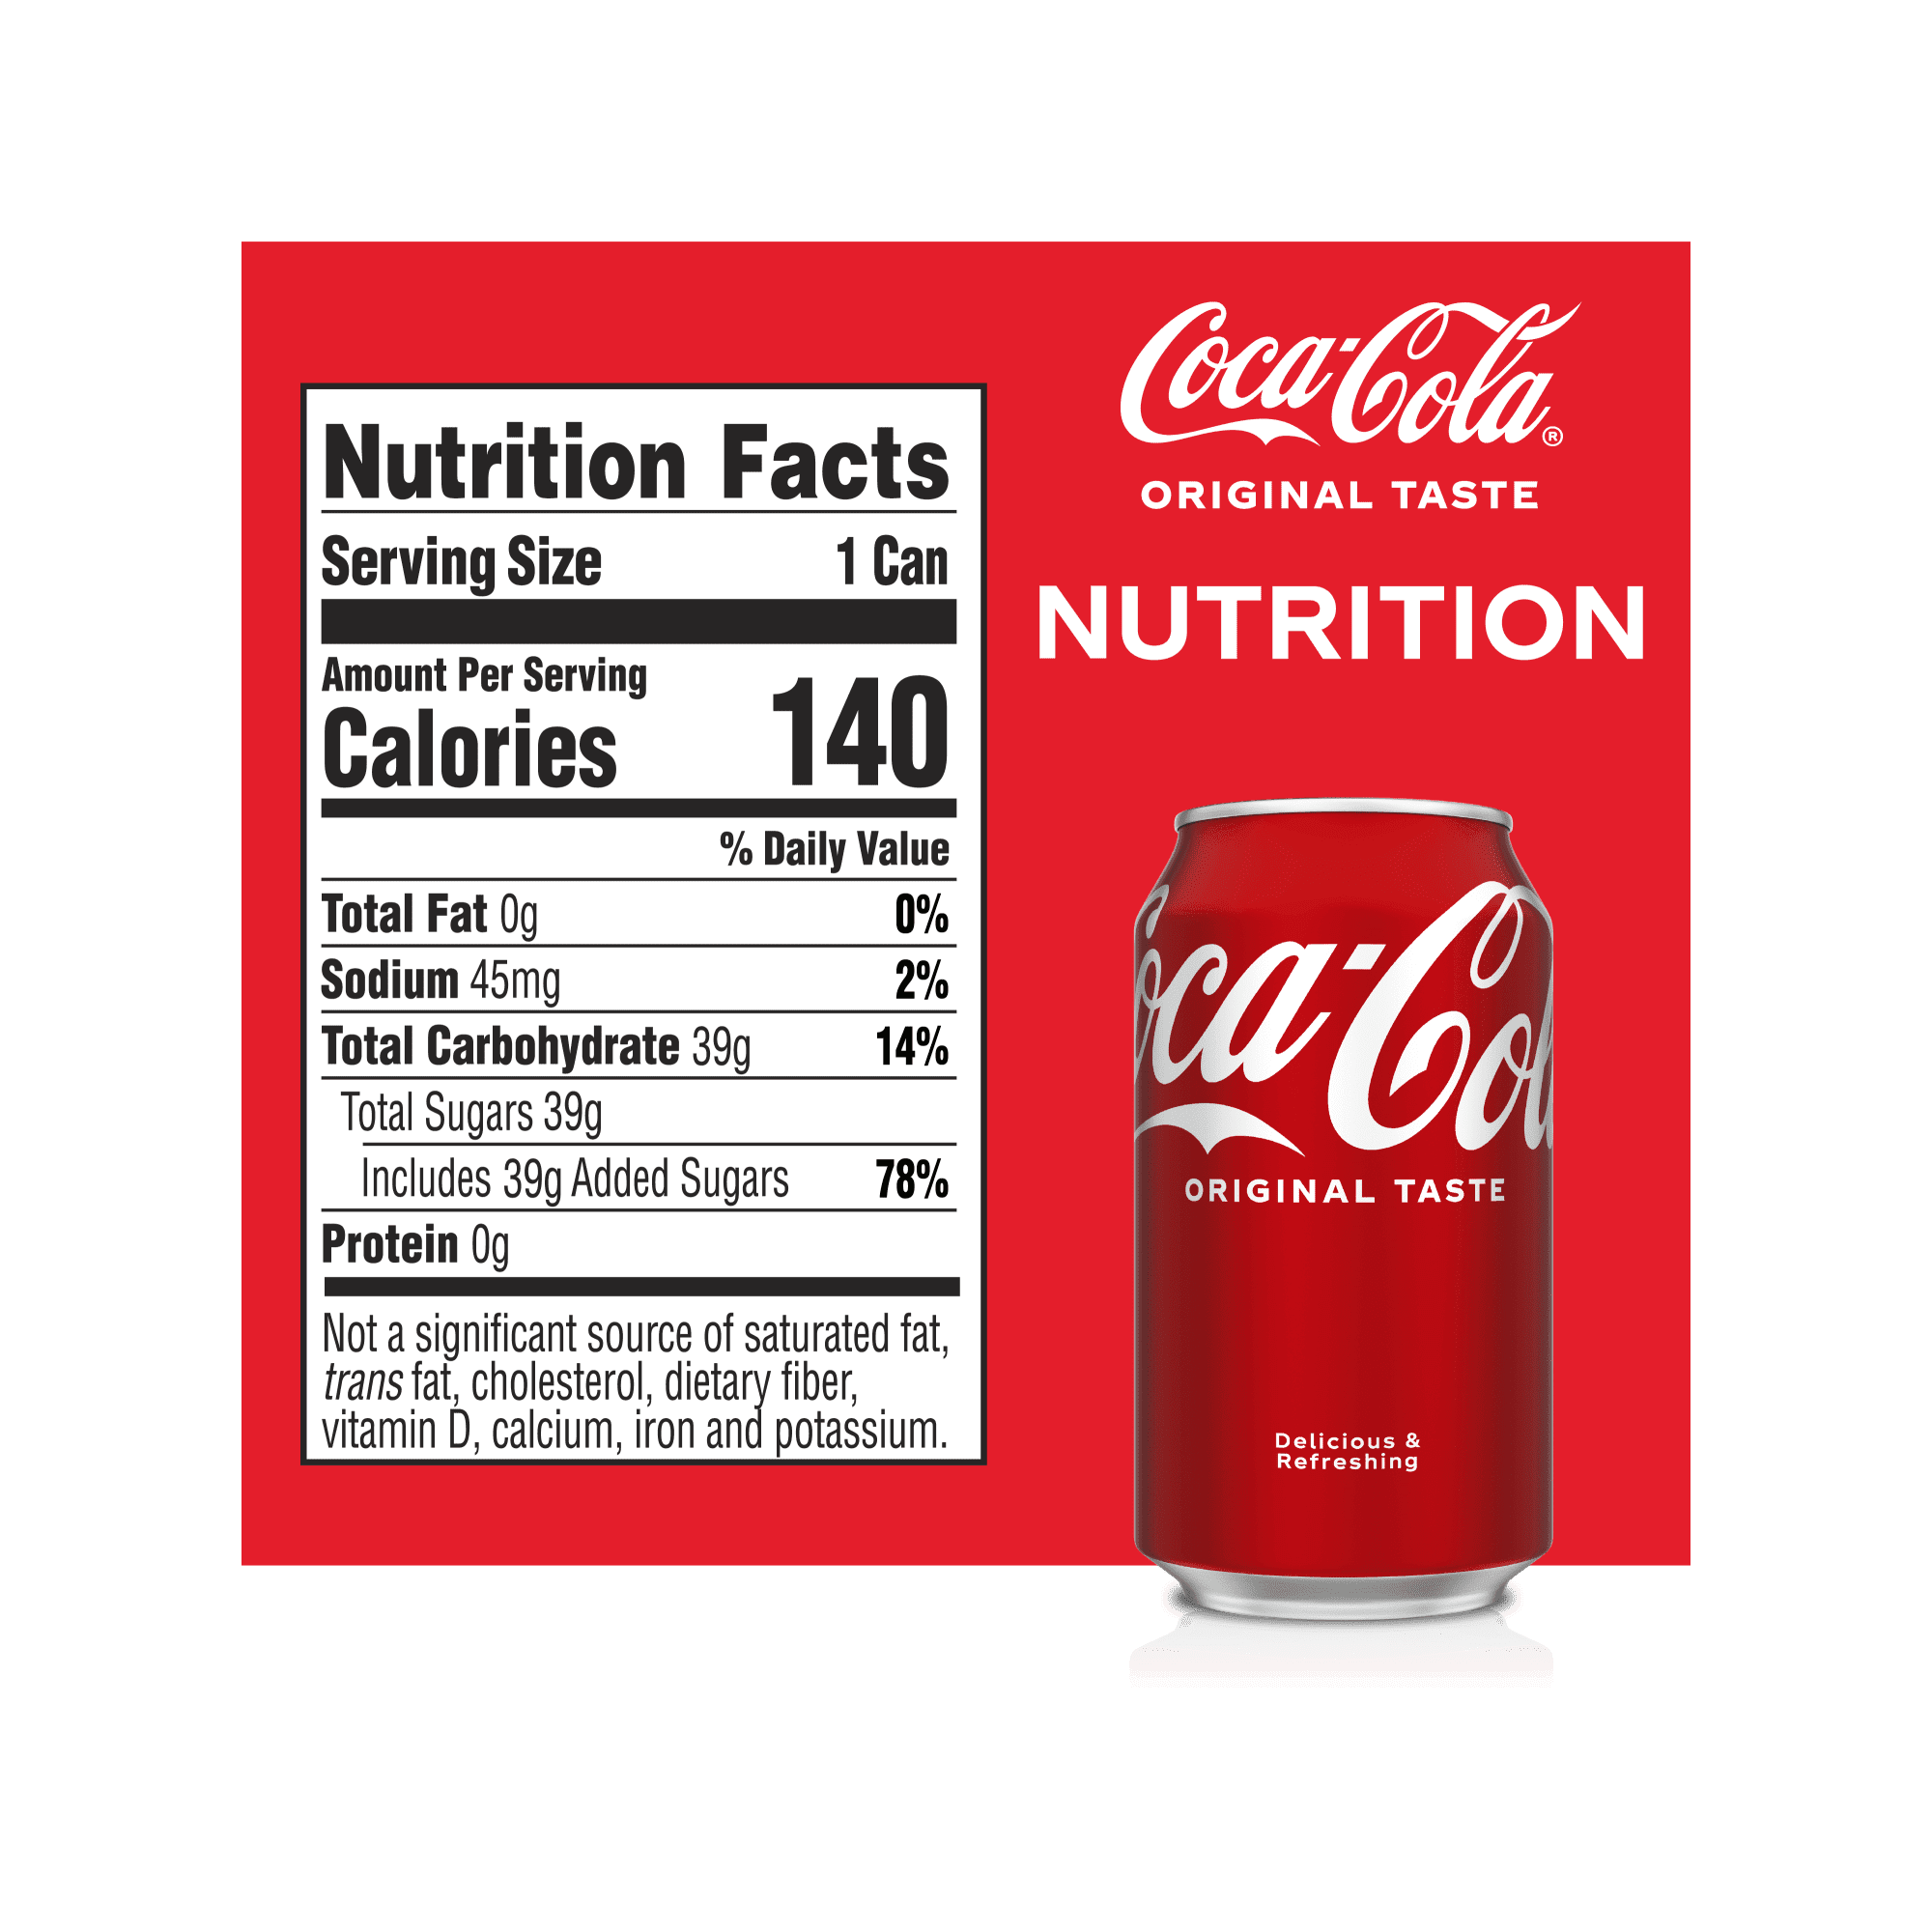 Nutrition Facts
Serving Size 1 Can
Amount Per Serving
Calories 140
% Daily Value
Total Fat 0g 0%
Sodium 45mg 2%
Total Carbohydrate 39g 14%
Total Sugars 39g
Includes 39g Added Sugars 78%
Protein 0g
Not a significant source of saturated fat,
trans fat, cholesterol, dietary fiber,
vitamin D, calcium, iron and potassium.
Coca-Cola®
ORIGINAL TASTE
NUTRITION
oca-Col
ORIGINAL TASTE
Delicious &
Refreshing